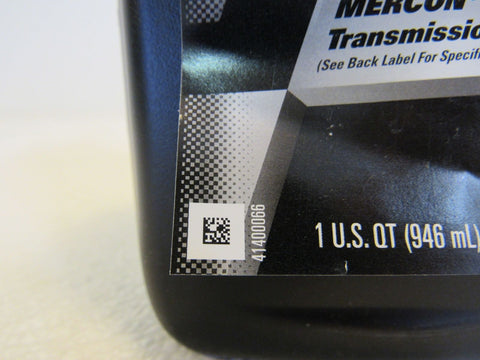 MERCON
Transmissio
(See Back Label For Specifi
41400066
1 U.S. QT (946 mL)